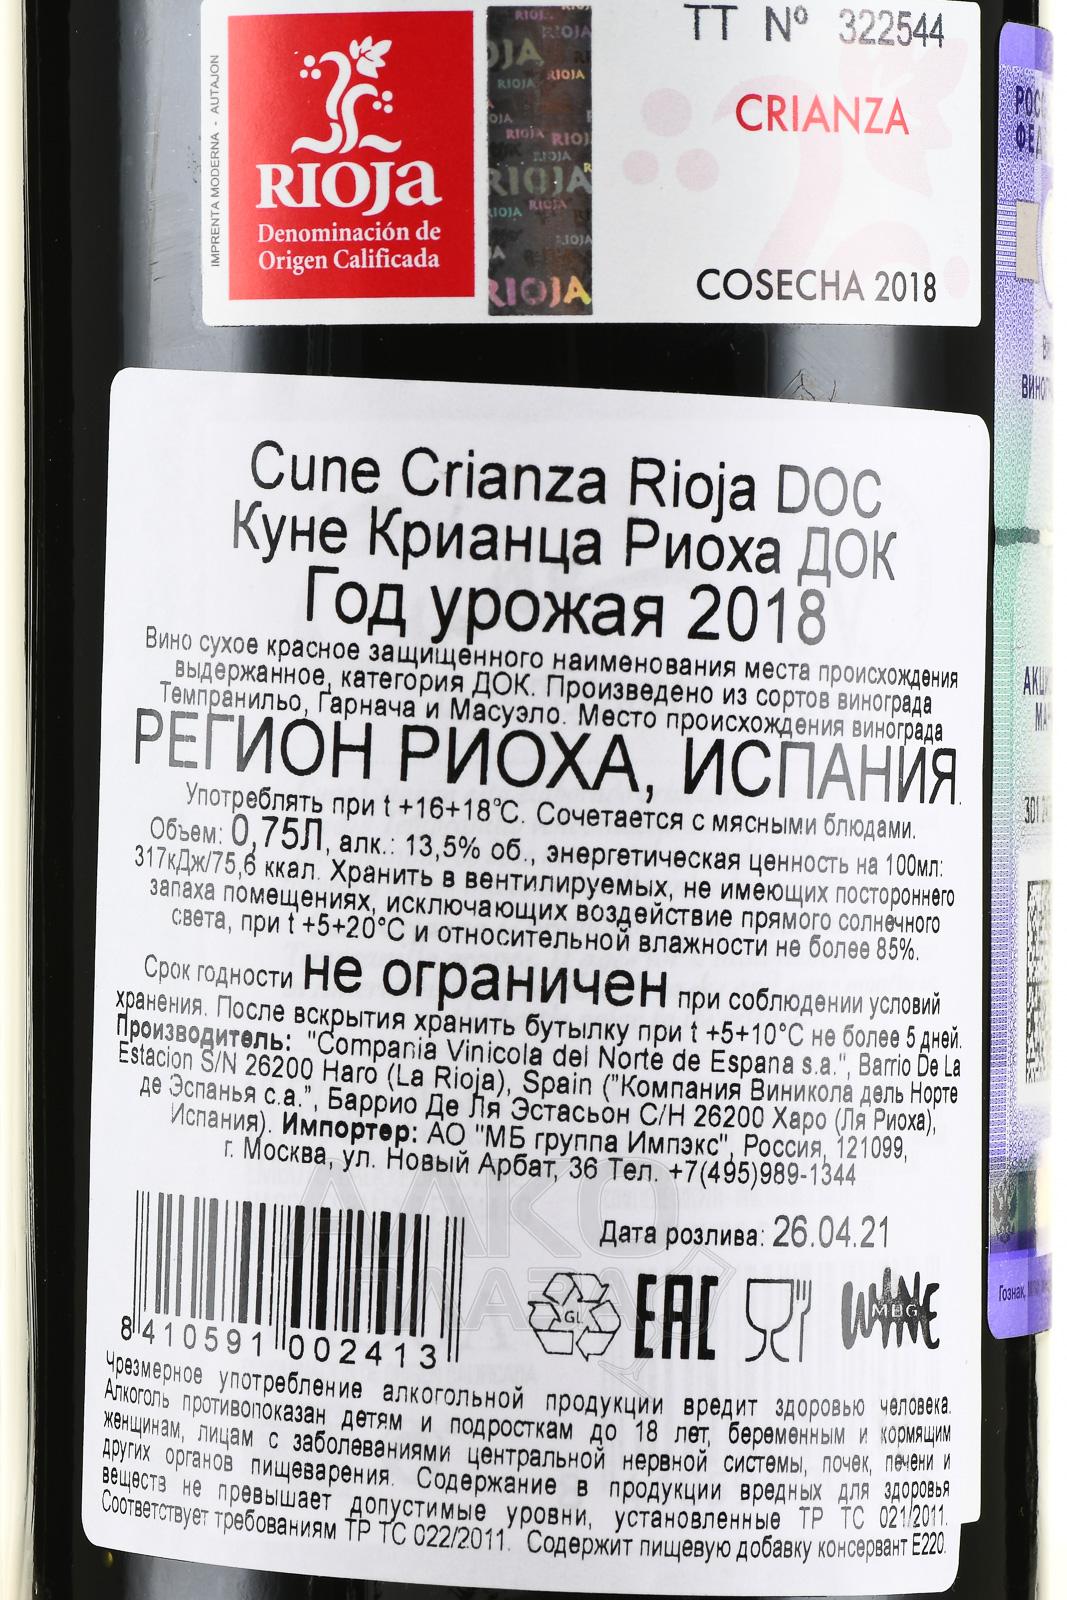 IMPRENTA MODERNA - AUTAJON
RIOJA
Denominación de
Origen Calificada
RIOJA
TT Nº 322544
CRIANZA
COSECHA 2018
Cune Crianza Rioja DOC
Куне Крианца Риоха ДОК
Год урожая 2018
Вино сухое красное защищенного наименования места происхождения
выдержанное, категория ДОК. Произведено из сортов винограда
Темпранильо, Гарнача и Масуэло. Место происхождения винограда
РЕГИОН РИОХА, ИСПАНИЯ.
Употреблять при t +16+18°C. Сочетается с мясными блюдами.
Объем: 0,75Л, алк.: 13,5% об., энергетическая ценность на 100мл:
317кДж/75,6 ккал. Хранить в вентилируемых, не имеющих постороннего
запаха помещениях, исключающих воздействие прямого солнечного
света, при t +5+20°C и относительной влажности не более 85%.
Срок годности не ограничен при соблюдении условий
хранения. После вскрытия хранить бутылку при t +5+10°C не более 5 дней.
Производитель: "Compania Vinicola del Norte de Espana s.a.", Barrio De La
Estacion S/N 26200 Haro (La Rioja), Spain ("Компания Виникола дель Норте
де Эспанья с.а.", Баррио Де Ля Эстасьон С/Н 26200 Харо (Ля Риоха),
Испания). Импортер: АО "МБ группа Импэкс", Россия, 121099,
г. Москва, ул. Новый Арбат, 36 Тел. +7(495)989-1344
Дата розлива: 26.04.21
GL
EAC
WINE
MBG
8 410591 002413
АЛКО
ПЛАЗА
Чрезмерное употребление алкогольной продукции вредит здоровью человека.
Алкоголь противопоказан детям и подросткам до 18 лет, беременным и кормящим
женщинам, лицам с заболеваниями центральной нервной системы, почек, печени и
других органов пищеварения. Содержание в продукции вредных для здоровья
веществ не превышает допустимые уровни, установленные ТР ТС 021/2011.
Соответствует требованиям ТР ТС 022/2011. Содержит пищевую добавку консервант Е220.